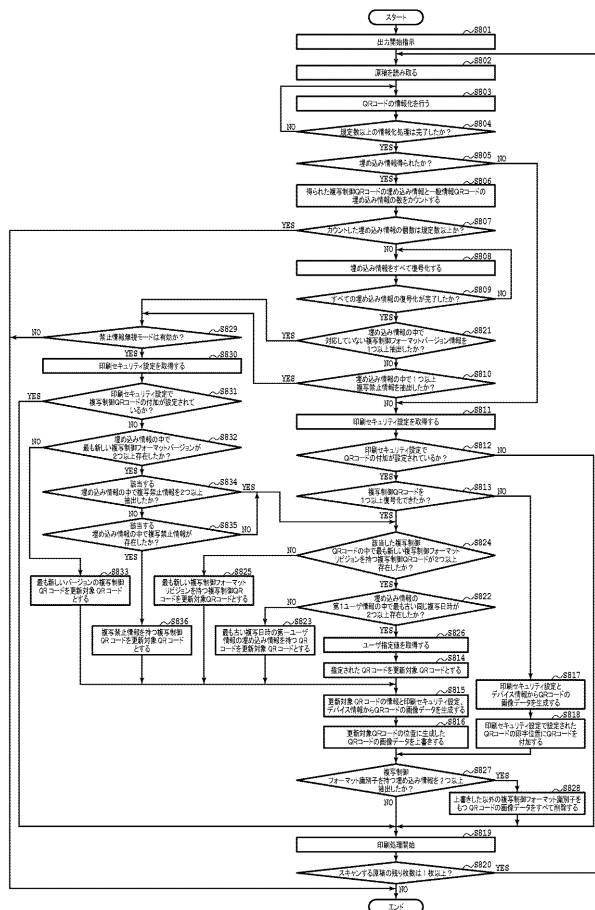 スタート
S801
出力開始指示
S802
原稿を読み取る
S803
QRコードの情報化を行う
S804
規定数以上の情報化処理は完了したか?
NO
YES
S805
埋め込み情報得られたか?
NO
YES
S806
得られた複写制御QRコードの埋め込み情報と一般情報QRコードの
埋め込み情報の数をカウントする
S807
カウントした埋め込み情報の個数は規定数以上か?
YES
NO
S808
埋め込み情報をすべて復号化する
S809
すべての埋め込み情報の復号化が完了したか?
NO
YES
S821
埋め込み情報の中で
対応していない複写制御フォーマットバージョン情報を
1つ以上抽出したか?
YES
NO
S810
埋め込み情報の中で1つ以上
複写禁止情報を抽出したか?
YES
NO
S829
禁止情報無視モードは有効か?
NO
YES
S830
印刷セキュリティ設定を取得する
S831
印刷セキュリティ設定で
複写制御QRコードの付加が設定されて
いるか?
YES
NO
S832
埋め込み情報の中で
最も新しい複写制御フォーマットバージョンが
2つ以上存在したか?
NO
YES
S834
該当する
埋め込み情報の中で複写禁止情報を2つ以上
抽出したか?
YES
NO
S835
該当する
埋め込み情報の中で複写禁止情報が
存在したか?
NO
YES
S833
最も新しいバージョンの複写制御
QRコードを更新対象QRコード
とする
S836
複写禁止情報を持つ複写制御
QRコードを更新対象QRコード
とする
S811
印刷セキュリティ設定を取得する
S812
印刷セキュリティ設定で
QRコードの付加が設定されているか?
NO
YES
S813
複写制御QRコードを
1つ以上復号化できたか?
NO
YES
S824
該当した複写制御
QRコードの中で最も新しい複写制御フォーマット
リビジョンを持つ複写制御QRコードが2つ以上
存在したか?
NO
YES
S825
最も新しい複写制御フォーマット
リビジョンを持つ複写制御QR
コードを更新対象QRコードとする
S822
埋め込み情報の
第1ユーザ情報の中で最も古い同じ複写日時が
2つ以上存在したか?
NO
YES
S823
最も古い複写日時の第一ユーザ
情報の埋め込み情報を持つQR
コードを更新対象QRコードとする
S826
ユーザ指定値を取得する
S814
指定されたQRコードを更新対象QRコードとする
S815
更新対象QRコードの情報と印刷セキュリティ設定、
デバイス情報からQRコードの画像データを生成する
S816
更新対象QRコードの位置に生成した
QRコードの画像データを上書きする
S817
印刷セキュリティ設定と
デバイス情報からQRコードの
画像データを生成する
S818
印刷セキュリティ設定で設定された
QRコードの印字位置にQRコードを
付加する
S827
複写制御
フォーマット識別子を持つ埋め込み情報を2つ以上
抽出したか?
YES
NO
S828
上書きした以外の複写制御フォーマット識別子を
もつQRコードの画像データをすべて削除する
S819
印刷処理開始
S820
スキャンする原稿の残り枚数は1枚以上?
YES
NO
エンド